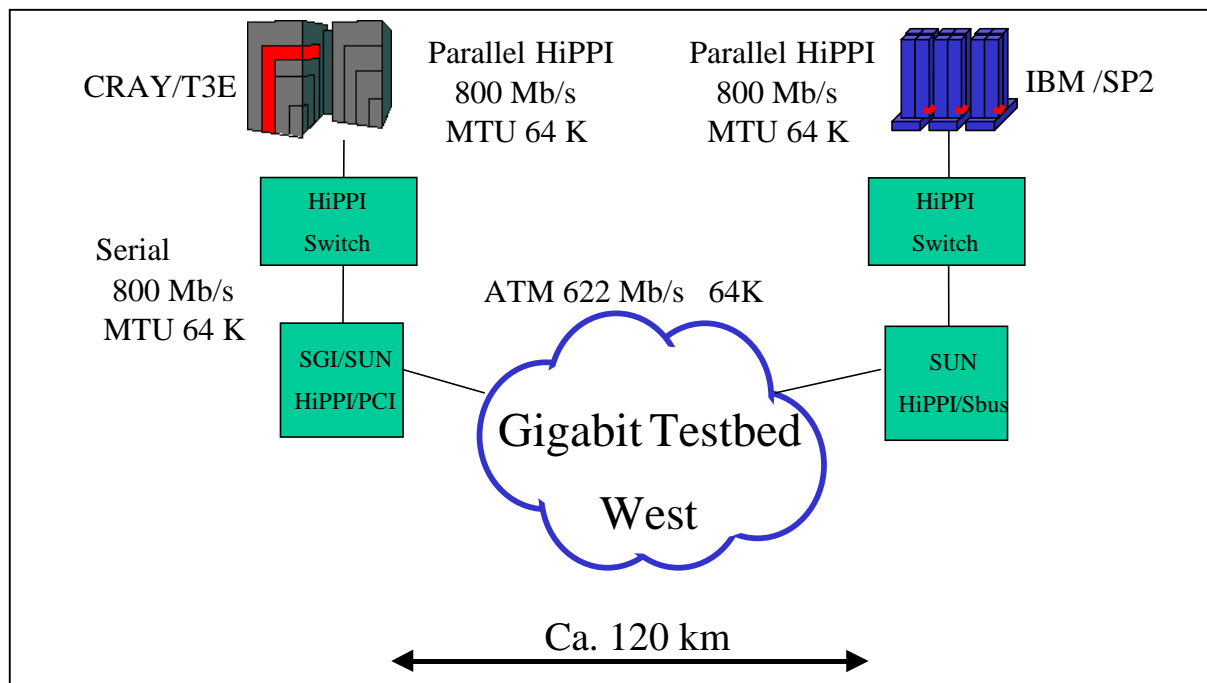 CRAY/T3E
Parallel HiPPI
800 Mb/s
MTU 64 K
Parallel HiPPI
800 Mb/s
MTU 64 K
IBM /SP2
HiPPI
Switch
HiPPI
Switch
Serial
800 Mb/s
MTU 64 K
ATM 622 Mb/s 64K
SGI/SUN
HiPPI/PCI
SUN
HiPPI/Sbus
Gigabit Testbed
West
Ca. 120 km